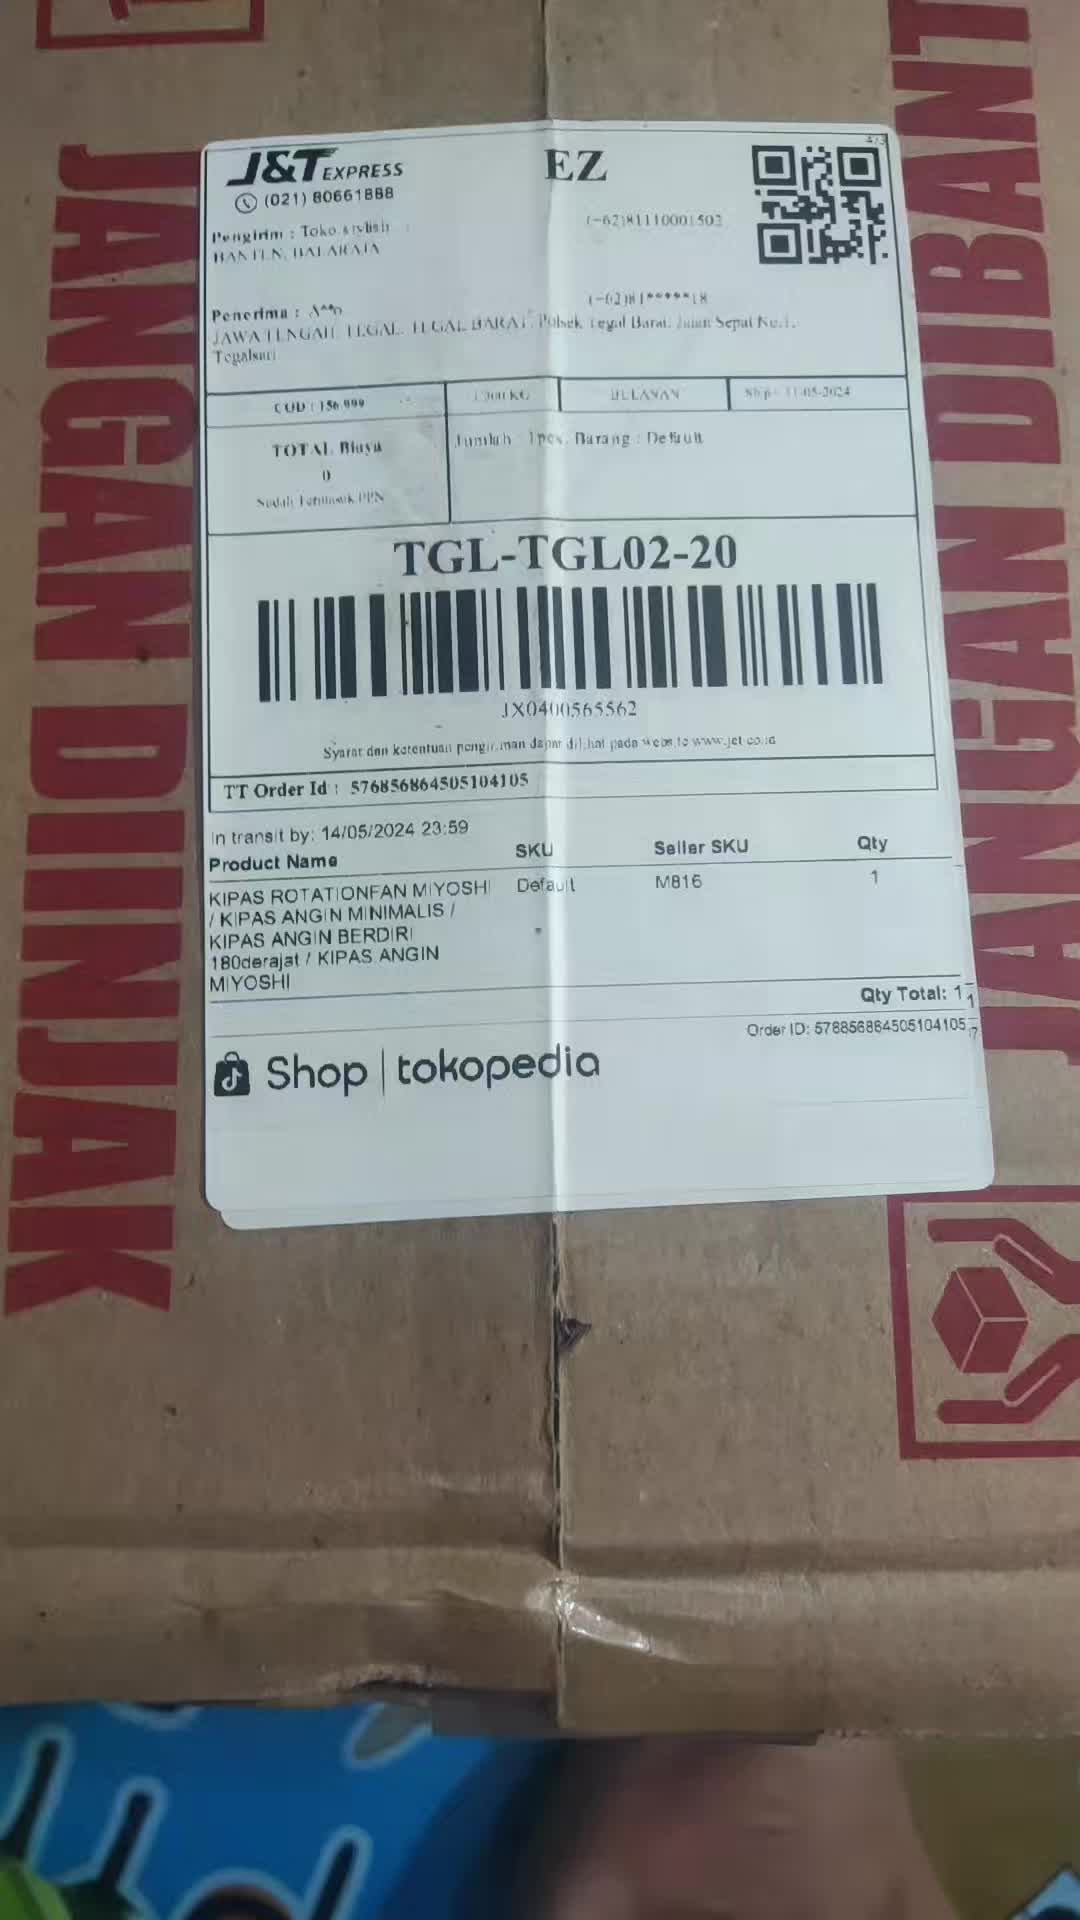 J&T EXPRESS
EZ
(021) 80661888
Pengirim : Toko stylish
(-62)81110001502
BANTEN, BALARAJA
Penerima : A**o
(-62)81*****18
JAWA TENGAH, TEGAL, TEGAL BARAT, Polsek Tegal Barat, Jalan Sepat No.1,
Tegalsari
COD : 156.999
BULANAN
11-05-2024
TOTAL Biaya
0
Sudah Termasuk PPN
Jumlah : 1pcs. Barang : Default
TGL-TGL02-20
JX0400565562
Syarat dan ketentuan pengiriman dapat dilihat pada website www.jet.co.id
TT Order Id : 576856864505104105
In transit by: 14/05/2024 23:59
Product Name SKU Seller SKU Qty
KIPAS ROTATIONFAN MIYOSHI Default M816 1
/ KIPAS ANGIN MINIMALIS /
KIPAS ANGIN BERDIRI
180derajat / KIPAS ANGIN
MIYOSHI
Qty Total: 1
Order ID: 576856864505104105
Shop | tokopedia
JANGAN DIINJAK
JANGAN DIBANT